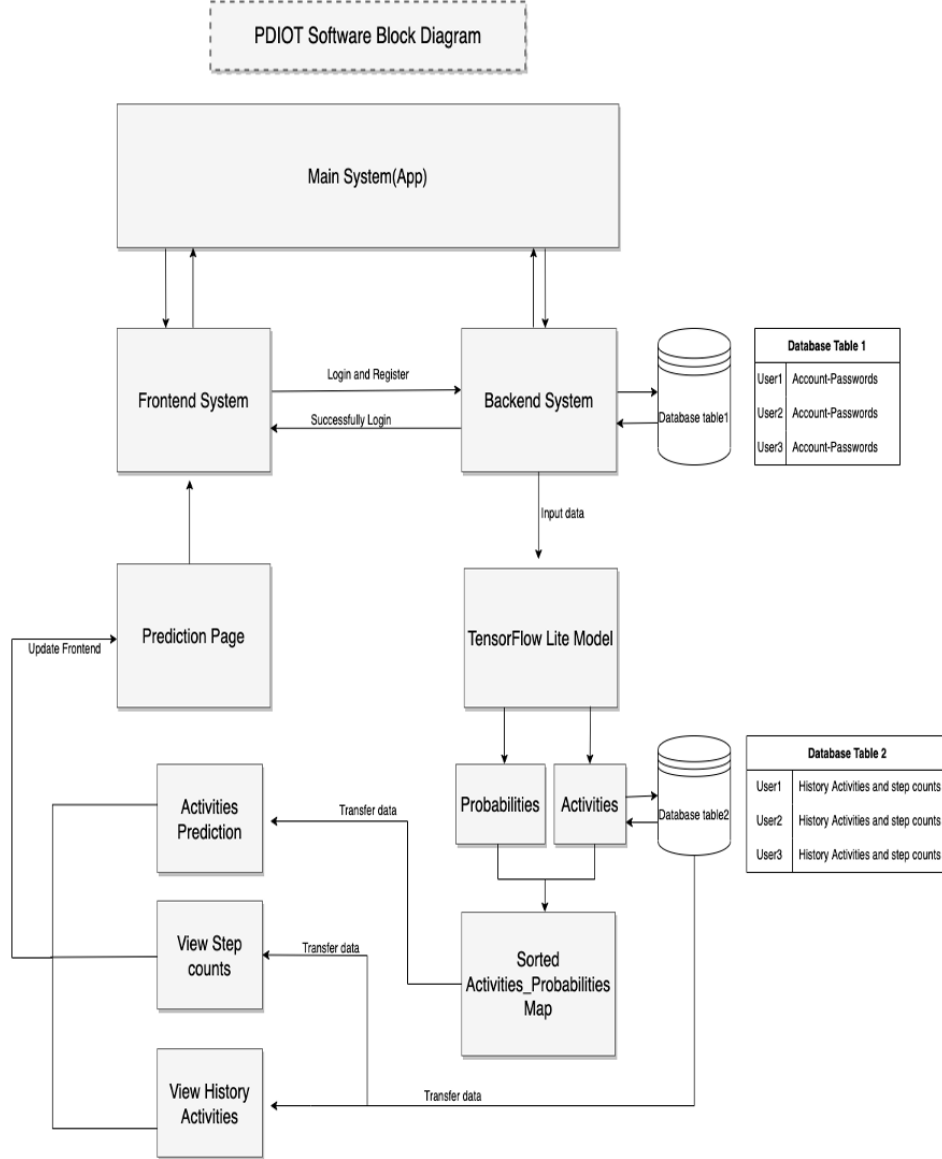 PDIOT Software Block Diagram
Main System(App)
Frontend System
Login and Register
Successfully Login
Backend System
Database table1
Database Table 1
User1 Account-Passwords
User2 Account-Passwords
User3 Account-Passwords
Input data
Prediction Page
Update Frontend
TensorFlow Lite Model
Probabilities
Activities
Database table2
Database Table 2
User1 History Activities and step counts
User2 History Activities and step counts
User3 History Activities and step counts
Activities
Prediction
Transfer data
View Step
counts
Transfer data
Sorted
Activities_Probabilities
Map
View History
Activities
Transfer data